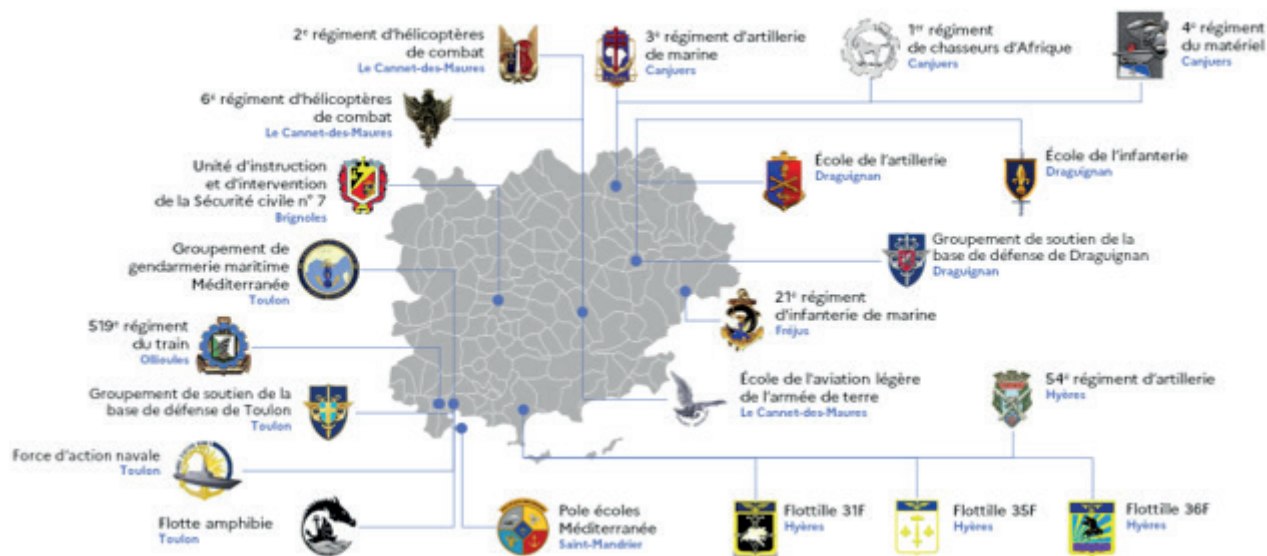 2e régiment d'hélicoptères
de combat
Le Cannet-des-Maures
3e régiment d'artillerie
de marine
Canjuers
1er régiment
de chasseurs d'Afrique
Canjuers
4e régiment
du matériel
Canjuers
6e régiment d'hélicoptères
de combat
Le Cannet-des-Maures
École de l'artillerie
Draguignan
École de l'infanterie
Draguignan
Unité d'instruction
et d'intervention
de la Sécurité civile n° 7
Brignoles
Groupement de
gendarmerie maritime
Méditerranée
Toulon
Groupement de soutien de la
base de défense de Draguignan
Draguignan
21e régiment
d'infanterie de marine
Fréjus
519e régiment
du train
Ollioules
École de l'aviation légère
de l'armée de terre
Le Cannet-des-Maures
54e régiment d'artillerie
Hyères
Groupement de soutien de la
base de défense de Toulon
Toulon
Force d'action navale
Toulon
Flotte amphibie
Toulon
Pole écoles
Méditerranée
Saint-Mandrier
Flottille 31F
Hyères
Flottille 35F
Hyères
Flottille 36F
Hyères